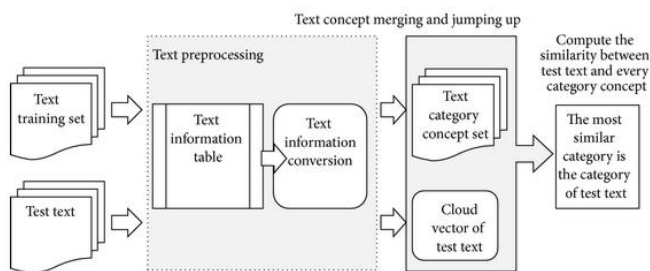 Text concept merging and jumping up
Text preprocessing
Compute the
similarity between
test text and every
category concept
Text
training set
Text
information
table
Text
information
conversion
Text
category
concept set
The most
similar
category is
the category
of test text
Test text
Cloud
vector of
test text